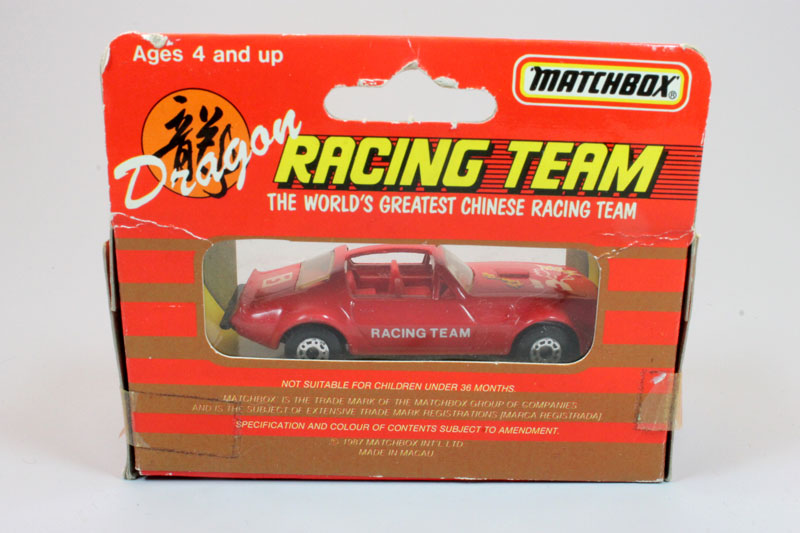 Ages 4 and up
MATCHBOX®
龍
Dragon
RACING TEAM
THE WORLD'S GREATEST CHINESE RACING TEAM
RACING TEAM
NOT SUITABLE FOR CHILDREN UNDER 36 MONTHS.
MATCHBOX IS THE TRADE MARK OF THE MATCHBOX GROUP OF COMPANIES
AND IS THE SUBJECT OF EXTENSIVE TRADE MARK REGISTRATIONS [MARCA REGISTRADA]
SPECIFICATION AND COLOUR OF CONTENTS SUBJECT TO AMENDMENT.
© 1987 MATCHBOX INT'L LTD
MADE IN MACAU